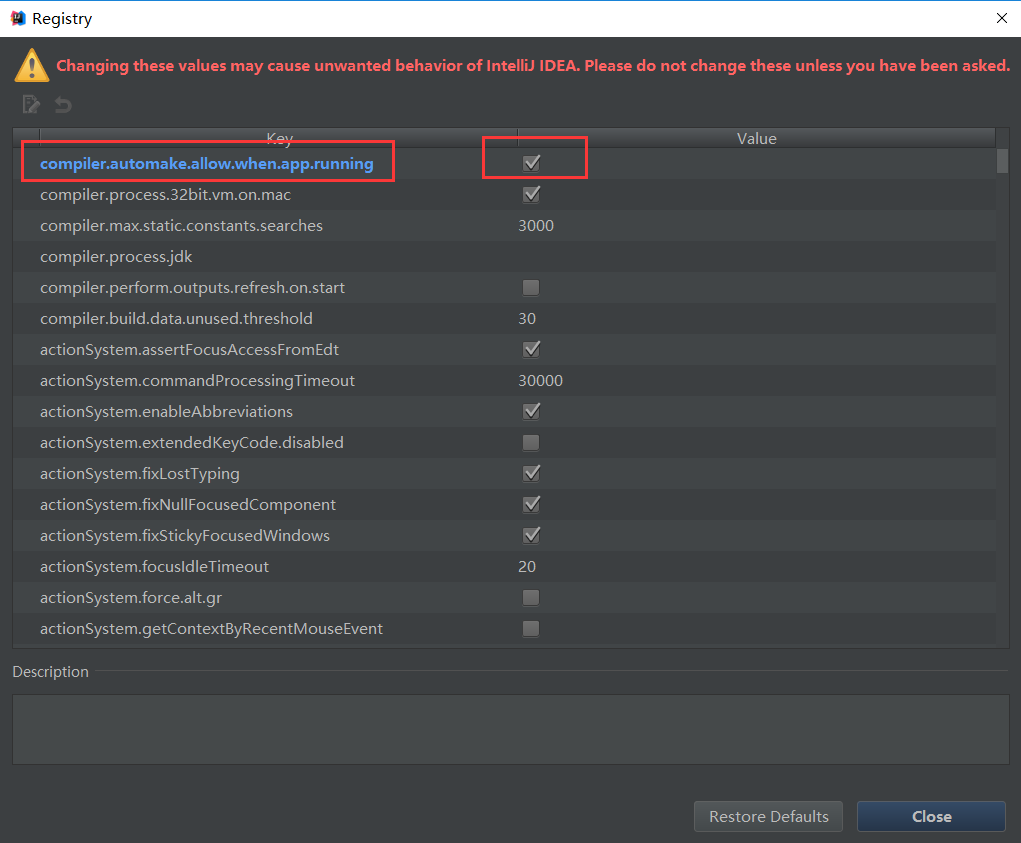 Registry
Changing these values may cause unwanted behavior of IntelliJ IDEA. Please do not change these unless you have been asked.
Key Value
compiler.automake.allow.when.app.running
compiler.process.32bit.vm.on.mac
compiler.max.static.constants.searches 3000
compiler.process.jdk
compiler.perform.outputs.refresh.on.start
compiler.build.data.unused.threshold 30
actionSystem.assertFocusAccessFromEdt
actionSystem.commandProcessingTimeout 30000
actionSystem.enableAbbreviations
actionSystem.extendedKeyCode.disabled
actionSystem.fixLostTyping
actionSystem.fixNullFocusedComponent
actionSystem.fixStickyFocusedWindows
actionSystem.focusIdleTimeout 20
actionSystem.force.alt.gr
actionSystem.getContextByRecentMouseEvent
Description
Restore Defaults Close